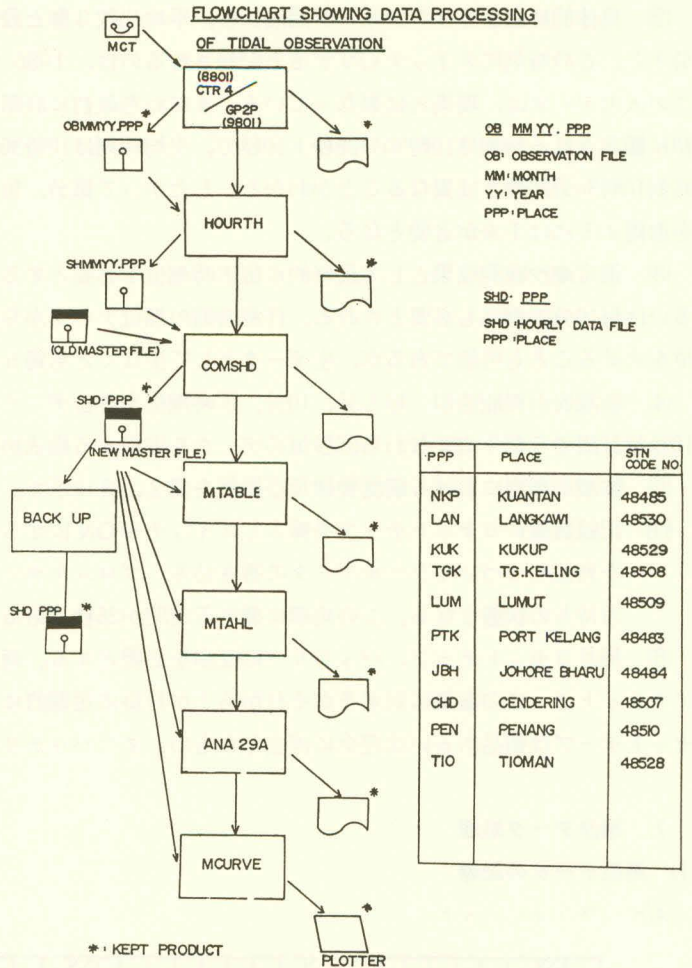 FLOWCHART SHOWING DATA PROCESSING
OF TIDAL OBSERVATION
MCT
(8801)
CTR 4
GP2P
(9801)
*
OBMMYY.PPP *
HOURTH
*
SHMMYY.PPP
(OLD MASTER FILE)
COMSHD
SHD-PPP *
(NEW MASTER FILE)
MTABLE
*
BACK UP
SHD PPP *
MTAHL
*
ANA 29A
*
MCURVE
*
PLOTTER
* : KEPT PRODUCT
OB MM YY. PPP
OB: OBSERVATION FILE
MM: MONTH
YY: YEAR
PPP: PLACE
SHD- PPP
SHD :HOURLY DATA FILE
PPP : PLACE
PPP PLACE STN CODE NO.
NKP KUANTAN 48485
LAN LANGKAWI 48530
KUK KUKUP 48529
TGK TG.KELING 48508
LUM LUMUT 48509
PTK PORT KELANG 48483
JBH JOHORE BHARU 48484
CHD CENDERING 48507
PEN PENANG 48510
TIO TIOMAN 48528